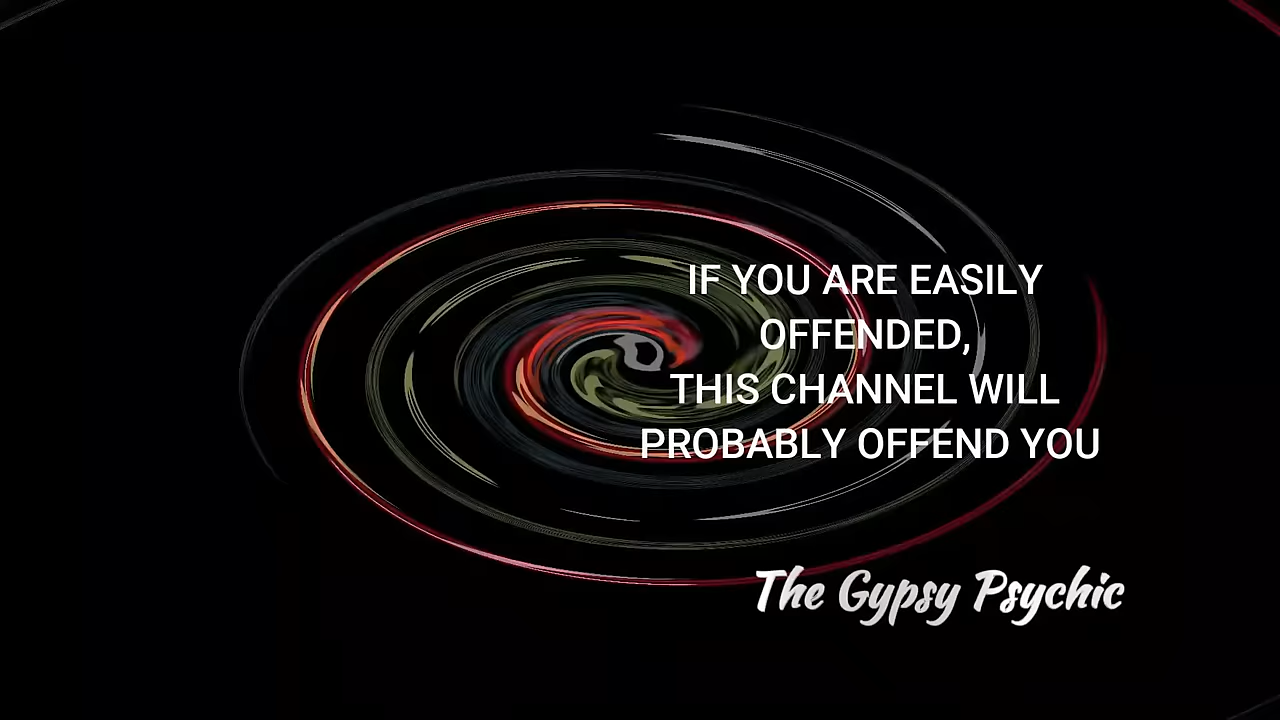 IF YOU ARE EASILY
OFFENDED,
THIS CHANNEL WILL
PROBABLY OFFEND YOU
The Gypsy Psychic